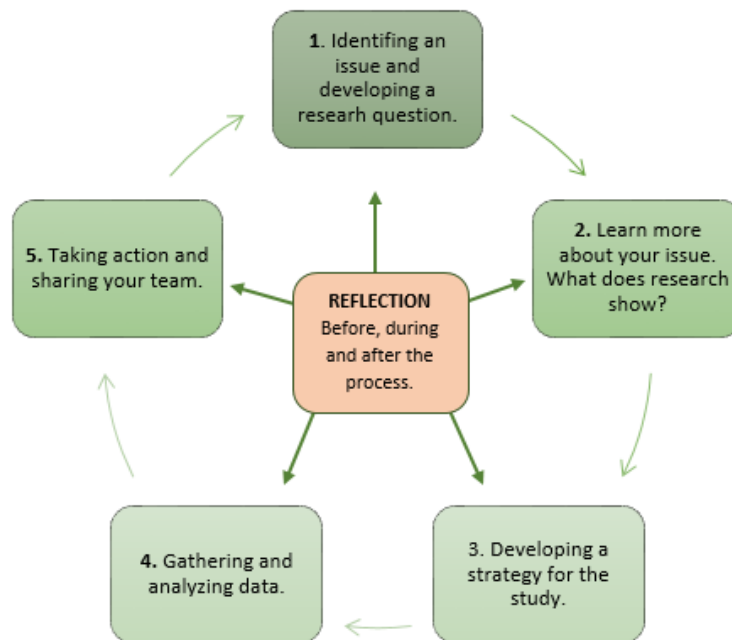 1. Identifing an
issue and
developing a
researh question.
2. Learn more
about your issue.
What does research
show?
5. Taking action and
sharing your team.
REFLECTION
Before, during
and after the
process.
4. Gathering and
analyzing data.
3. Developing a
strategy for the
study.